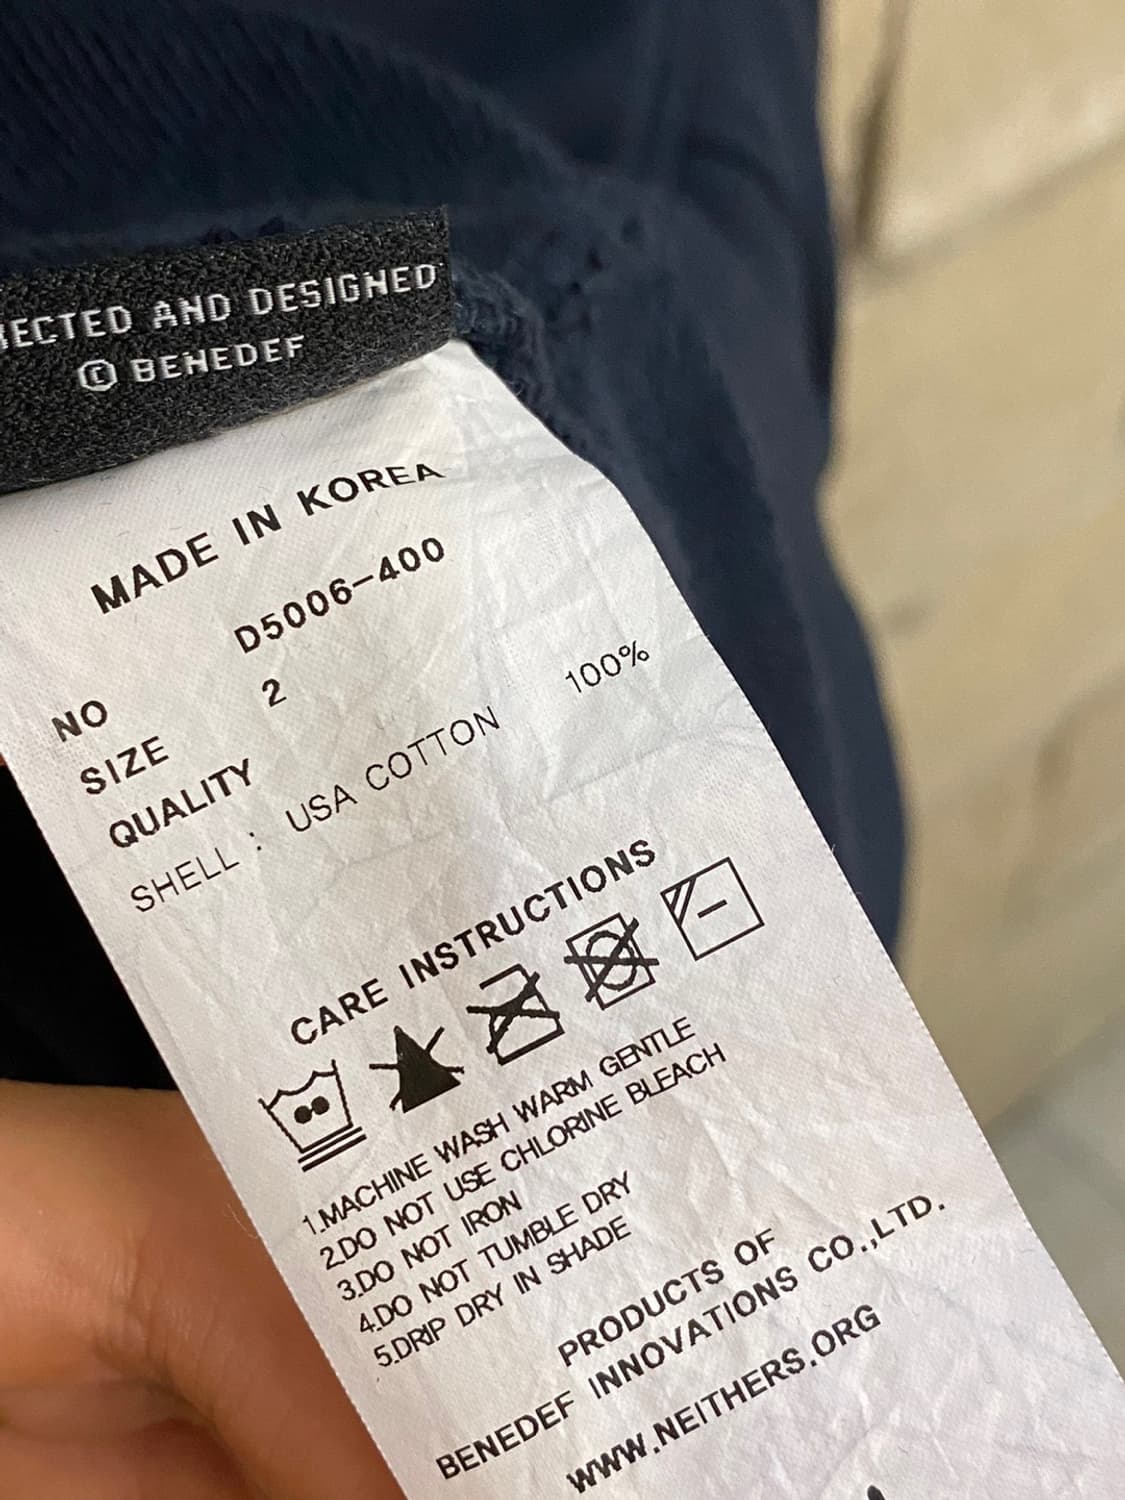 AND DESIGNED
© BENEDEF
MADE IN KOREA
NO D5006-400
SIZE 2
QUALITY
SHELL : USA COTTON 100%
CARE INSTRUCTIONS
1.MACHINE WASH WARM GENTLE
2.DO NOT USE CHLORINE BLEACH
3.DO NOT IRON
4.DO NOT TUMBLE DRY
5.DRIP DRY IN SHADE
PRODUCTS OF
BENEDEF INNOVATIONS CO.,LTD.
WWW.NEITHERS.ORG